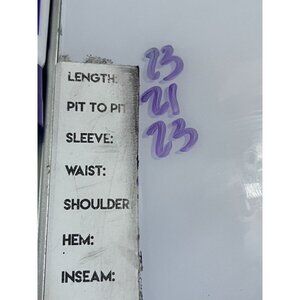 LENGTH: 23
PIT TO PIT 21
SLEEVE: 23
WAIST:
SHOULDER
HEM:
INSEAM: